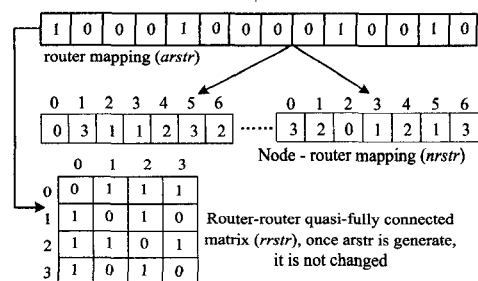 1 0 0 0 1 0 0 0 0 1 0 0 1 0
router mapping (arstr)
0 1 2 3 4 5 6 0 1 2 3 4 5 6
0 3 1 1 2 3 2 ...... 3 2 0 1 2 1 3
Node - router mapping (nrstr)
0 1 2 3
0 0 1 1 1
1 1 0 1 0
2 1 1 0 1
3 1 0 1 0
Router-router quasi-fully connected
matrix (rrstr), once arstr is generate,
it is not changed